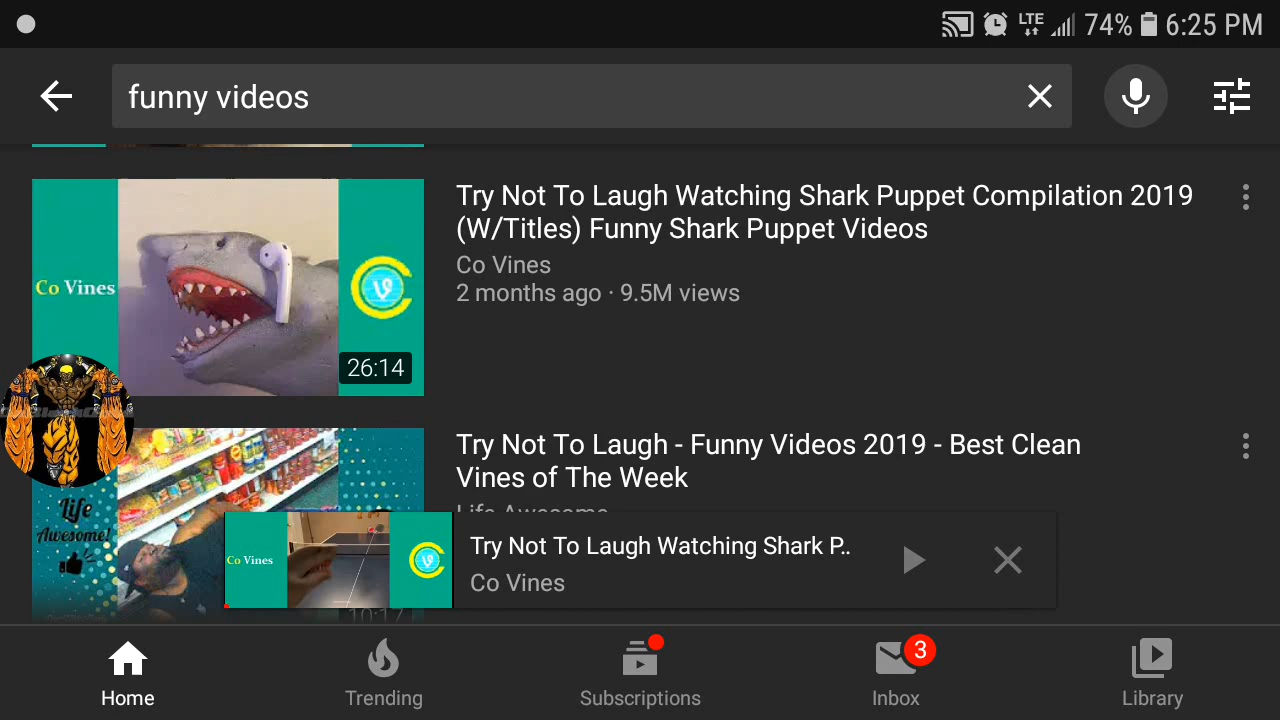 LTE 74% 6:25 PM
funny videos
Try Not To Laugh Watching Shark Puppet Compilation 2019
(W/Titles) Funny Shark Puppet Videos
Co Vines
2 months ago · 9.5M views
Co Vines
26:14
Try Not To Laugh - Funny Videos 2019 - Best Clean
Vines of The Week
Life Awesome
Life
Awesome!
10:17
Co Vines
Try Not To Laugh Watching Shark P..
Co Vines
Home
Trending
Subscriptions
3
Inbox
Library